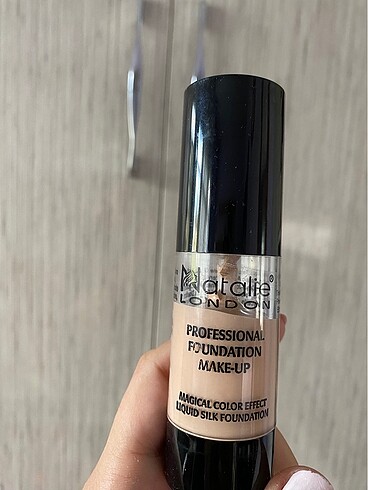 Natalie®
LONDON
PROFESSIONAL
FOUNDATION
MAKE-UP
MAGICAL COLOR EFFECT
LIQUID SILK FOUNDATION